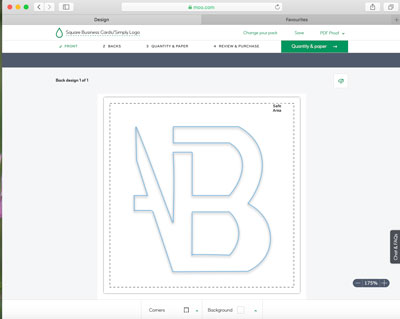 moo.com
Design
Favourites
Square Business Cards/Simply Logo
Change your pack
Save
PDF Proof
1 FRONT
2 BACKS
3 QUANTITY & PAPER
4 REVIEW & PURCHASE
Quantity & paper →
Back design 1 of 1
Safe
Area
B
Chat & FAQs
− 175% +
Corners
Background